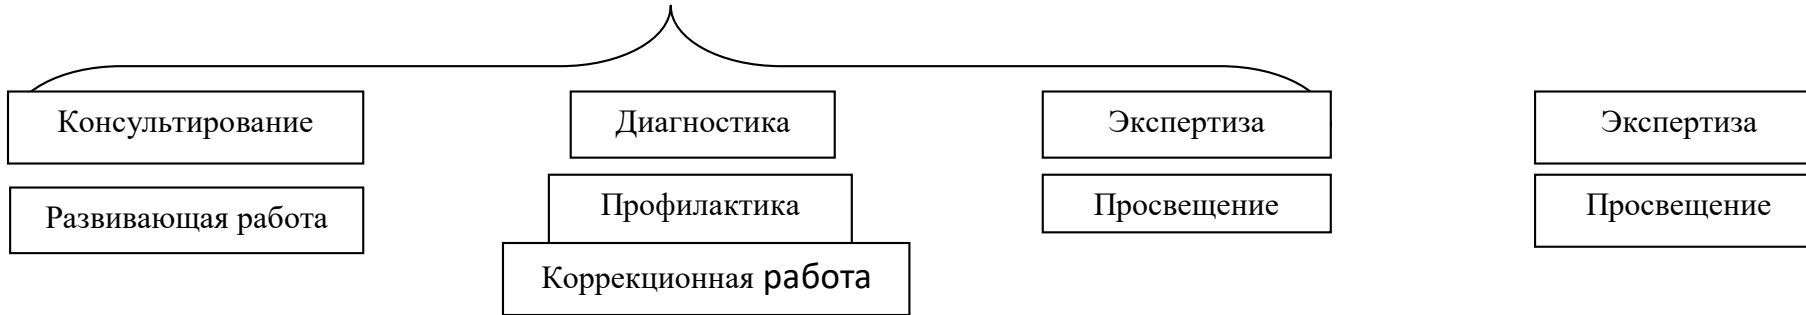 Консультирование
Диагностика
Экспертиза
Экспертиза
Развивающая работа
Профилактика
Просвещение
Просвещение
Коррекционная работа